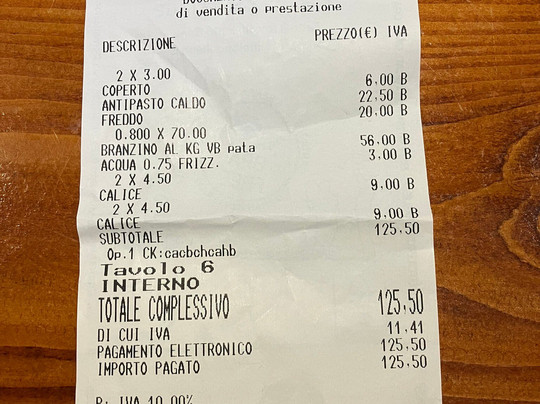 di vendita o prestazione
DESCRIZIONE PREZZO(€) IVA
2 X 3.00
COPERTO 6,00 B
ANTIPASTO CALDO 22,50 B
FREDDO 20,00 B
0.800 X 70.00
BRANZINO AL KG VB pata 56,00 B
ACQUA 0.75 FRIZZ. 3,00 B
2 X 4.50
CALICE 9,00 B
2 X 4.50
CALICE 9,00 B
SUBTOTALE 125,50
Op.1 CK:cacbchcahb
Tavolo 6
INTERNO
TOTALE COMPLESSIVO 125,50
DI CUI IVA 11,41
PAGAMENTO ELETTRONICO 125,50
IMPORTO PAGATO 125,50
B: IVA 10,00%